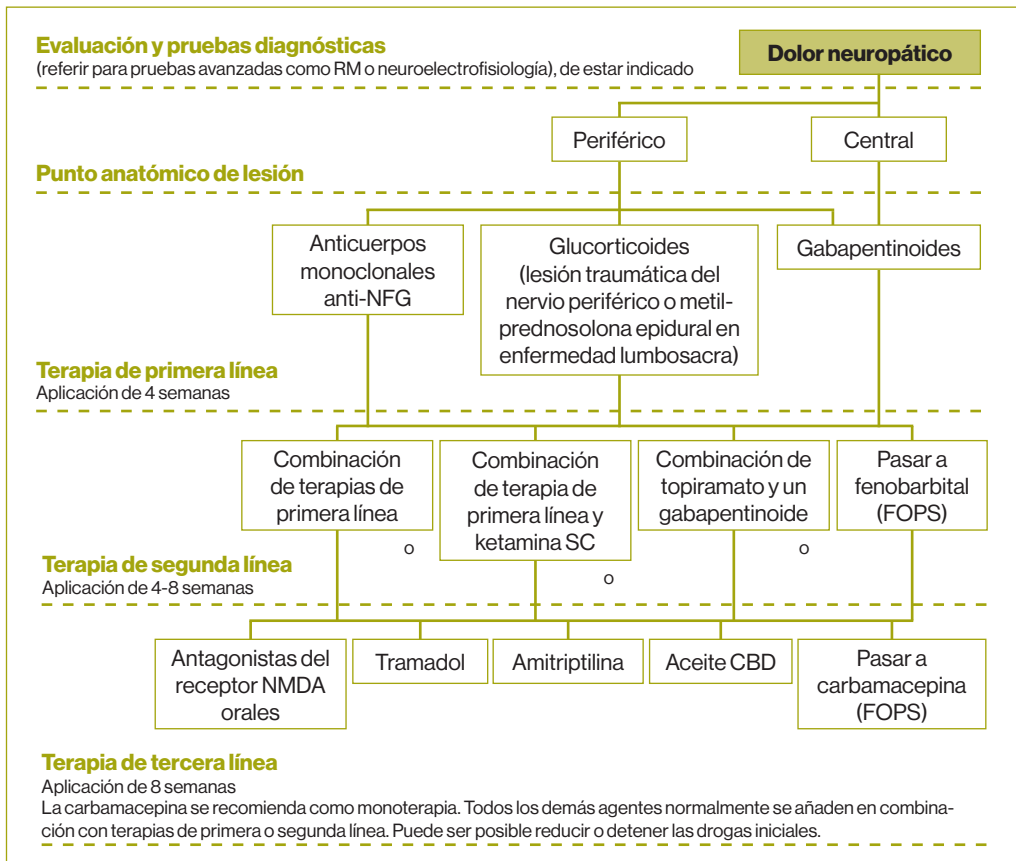 Evaluación y pruebas diagnósticas
(referir para pruebas avanzadas como RM o neuroelectrofisiología), de estar indicado
Dolor neuropático
Periférico
Central
Punto anatómico de lesión
Anticuerpos
monoclonales
anti-NFG
Glucorticoides
(lesión traumática del
nervio periférico o metil-
prednosolona epidural en
enfermedad lumbosacra)
Gabapentinoides
Terapia de primera línea
Aplicación de 4 semanas
Combinación
de terapias de
primera línea
o
Combinación
de terapia de
primera línea y
ketamina SC
o
Combinación de
topiramato y un
gabapentinoide
o
Pasar a
fenobarbital
(FOPS)
Terapia de segunda línea
Aplicación de 4-8 semanas
Antagonistas del
receptor NMDA
orales
Tramadol
Amitriptilina
Aceite CBD
Pasar a
carbamacepina
(FOPS)
Terapia de tercera línea
Aplicación de 8 semanas
La carbamacepina se recomienda como monoterapia. Todos los demás agentes normalmente se añaden en combina-
ción con terapias de primera o segunda línea. Puede ser posible reducir o detener las drogas iniciales.